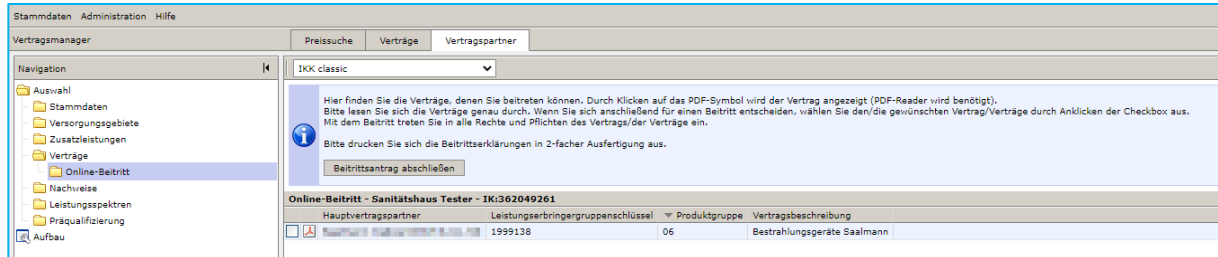 Stammdaten Administration Hilfe
Vertragsmanager
Preissuche Verträge Vertragspartner
Navigation
IKK classic
Auswahl
Stammdaten
Versorgungsgebiete
Zusatzleistungen
Verträge
Online-Beitritt
Nachweise
Leistungsspektren
Präqualifizierung
Aufbau
Hier finden Sie die Verträge, denen Sie beitreten können. Durch Klicken auf das PDF-Symbol wird der Vertrag angezeigt (PDF-Reader wird benötigt).
Bitte lesen Sie sich die Verträge genau durch. Wenn Sie sich anschließend für einen Beitritt entscheiden, wählen Sie den/die gewünschten Vertrag/Verträge durch Anklicken der Checkbox aus.
Mit dem Beitritt treten Sie in alle Rechte und Pflichten des Vertrags/der Verträge ein.
Bitte drucken Sie sich die Beitrittserklärungen in 2-facher Ausfertigung aus.
Beitrittsantrag abschließen
Online-Beitritt - Sanitätshaus Tester - IK:362049261
Hauptvertragspartner Leistungserbringergruppenschlüssel Produktgruppe Vertragsbeschreibung
1999138 06 Bestrahlungsgeräte Saalmann